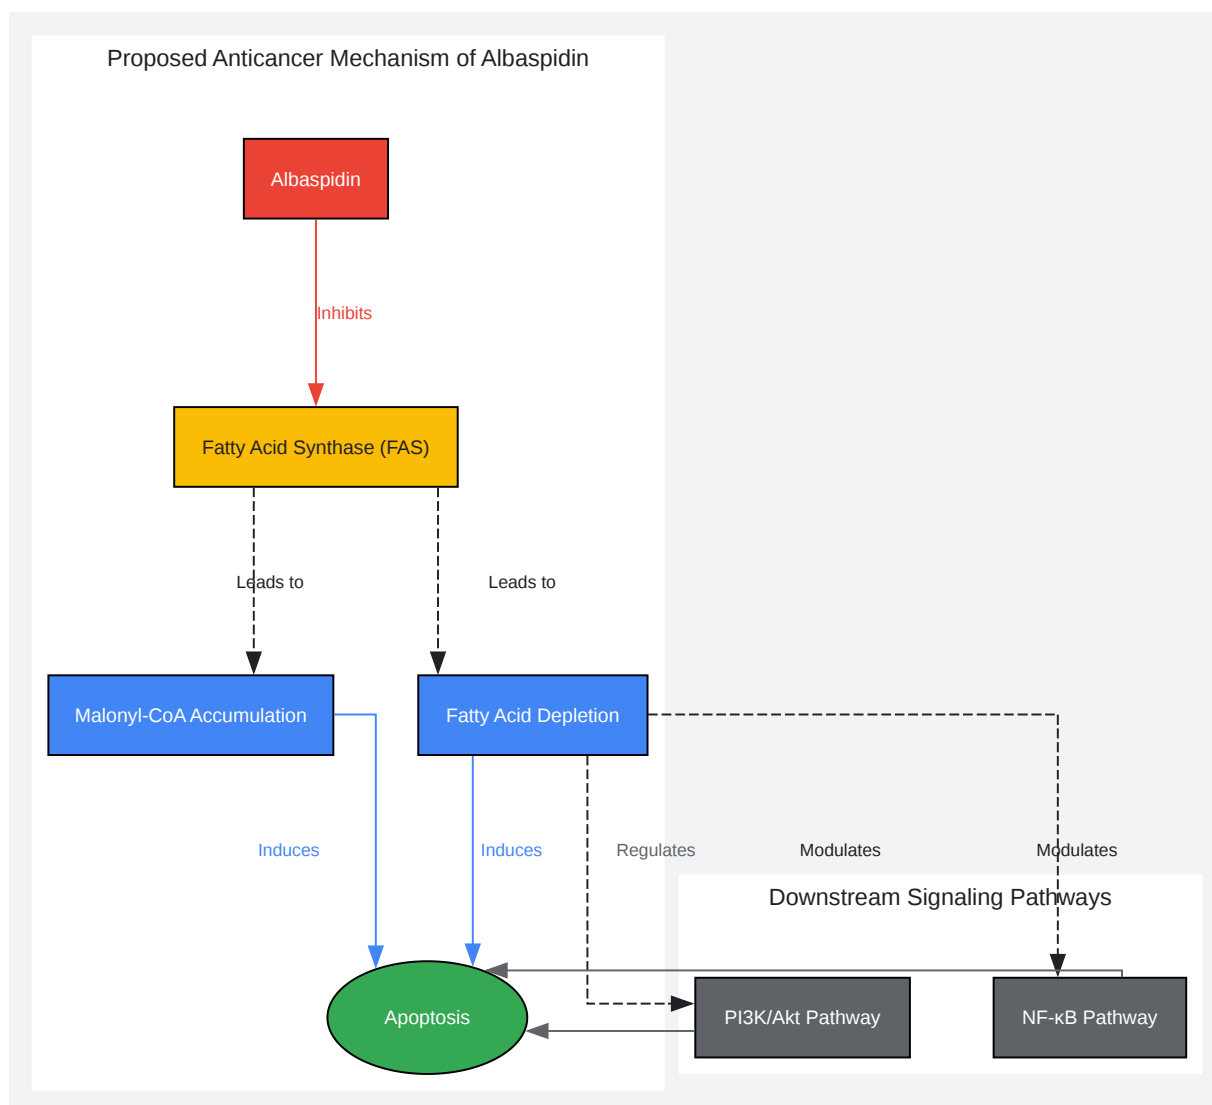 Proposed Anticancer Mechanism of Albaspidin
Albaspidin
Inhibits
Fatty Acid Synthase (FAS)
Leads to
Leads to
Malonyl-CoA Accumulation
Fatty Acid Depletion
Induces
Induces
Regulates
Modulates
Modulates
Downstream Signaling Pathways
Apoptosis
PI3K/Akt Pathway
NF-κB Pathway